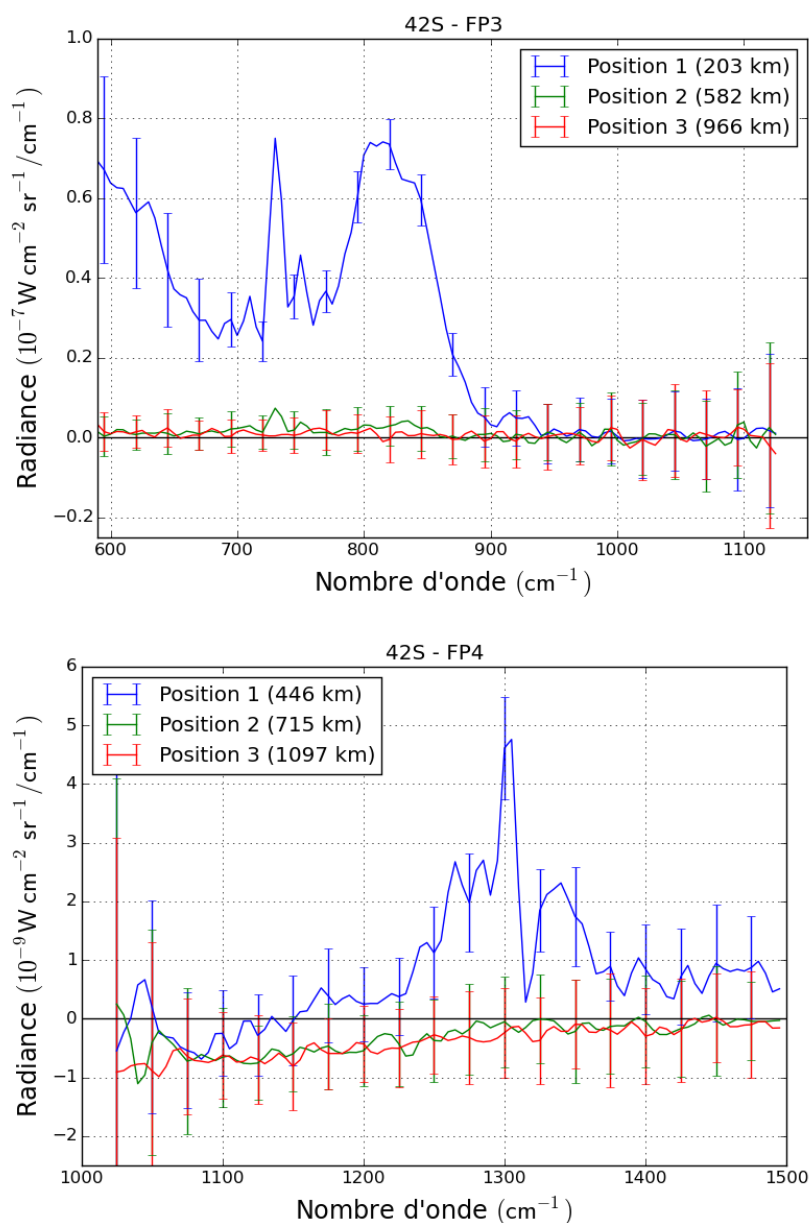 42S - FP3
1.0
0.8
0.6
0.4
0.2
0.0
−0.2
Radiance (10⁻⁷ W cm⁻² sr⁻¹ /cm⁻¹)
Position 1 (203 km)
Position 2 (582 km)
Position 3 (966 km)
600 700 800 900 1000 1100
Nombre d'onde (cm⁻¹)
42S - FP4
6
5
4
3
2
1
0
−1
−2
Radiance (10⁻⁹ W cm⁻² sr⁻¹ /cm⁻¹)
Position 1 (446 km)
Position 2 (715 km)
Position 3 (1097 km)
1000 1100 1200 1300 1400 1500
Nombre d'onde (cm⁻¹)